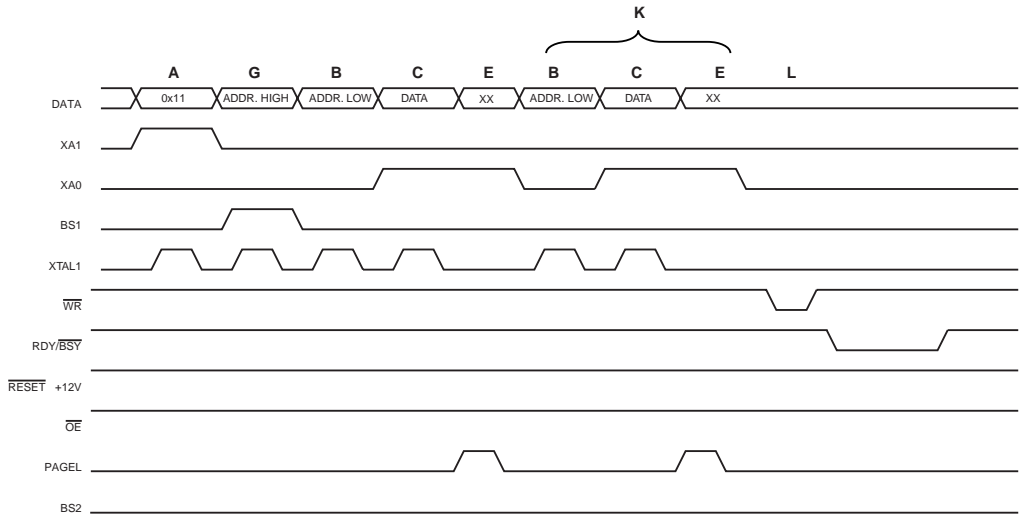 K
A G B C E B C E L
DATA 0x11 ADDR. HIGH ADDR. LOW DATA XX ADDR. LOW DATA XX
XA1
XA0
BS1
XTAL1
WR
RDY/BSY
RESET +12V
OE
PAGEL
BS2